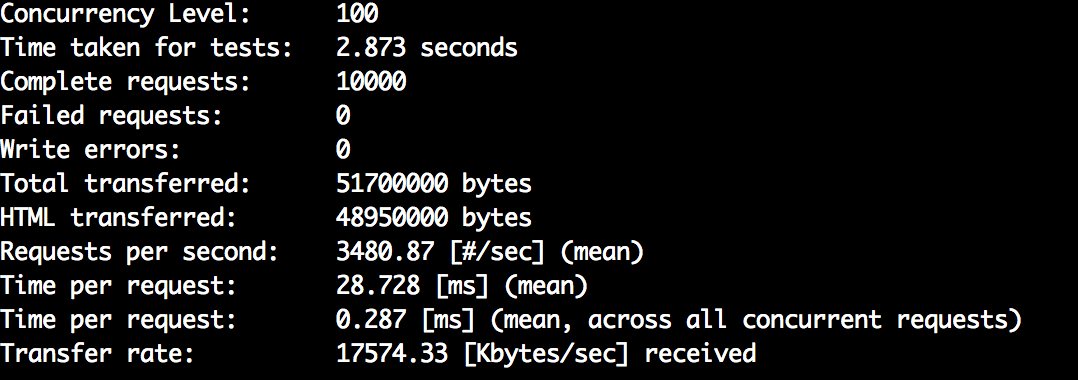 Concurrency Level:      100
Time taken for tests:   2.873 seconds
Complete requests:      10000
Failed requests:        0
Write errors:           0
Total transferred:      51700000 bytes
HTML transferred:       48950000 bytes
Requests per second:    3480.87 [#/sec] (mean)
Time per request:       28.728 [ms] (mean)
Time per request:       0.287 [ms] (mean, across all concurrent requests)
Transfer rate:          17574.33 [Kbytes/sec] received